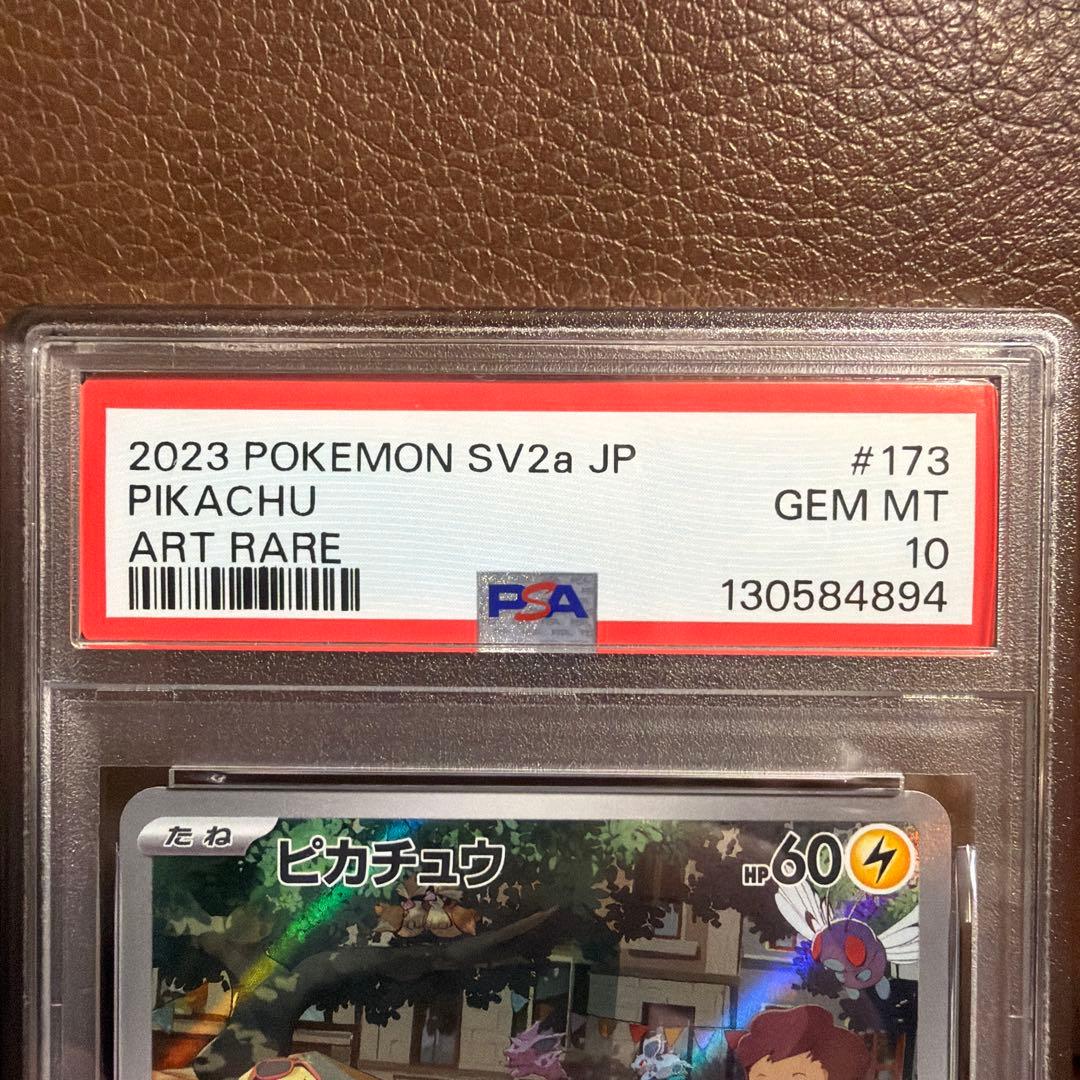 2023 POKEMON SV2a JP #173
PIKACHU GEM MT
ART RARE 10
PSA 130584894
たね ピカチュウ HP60